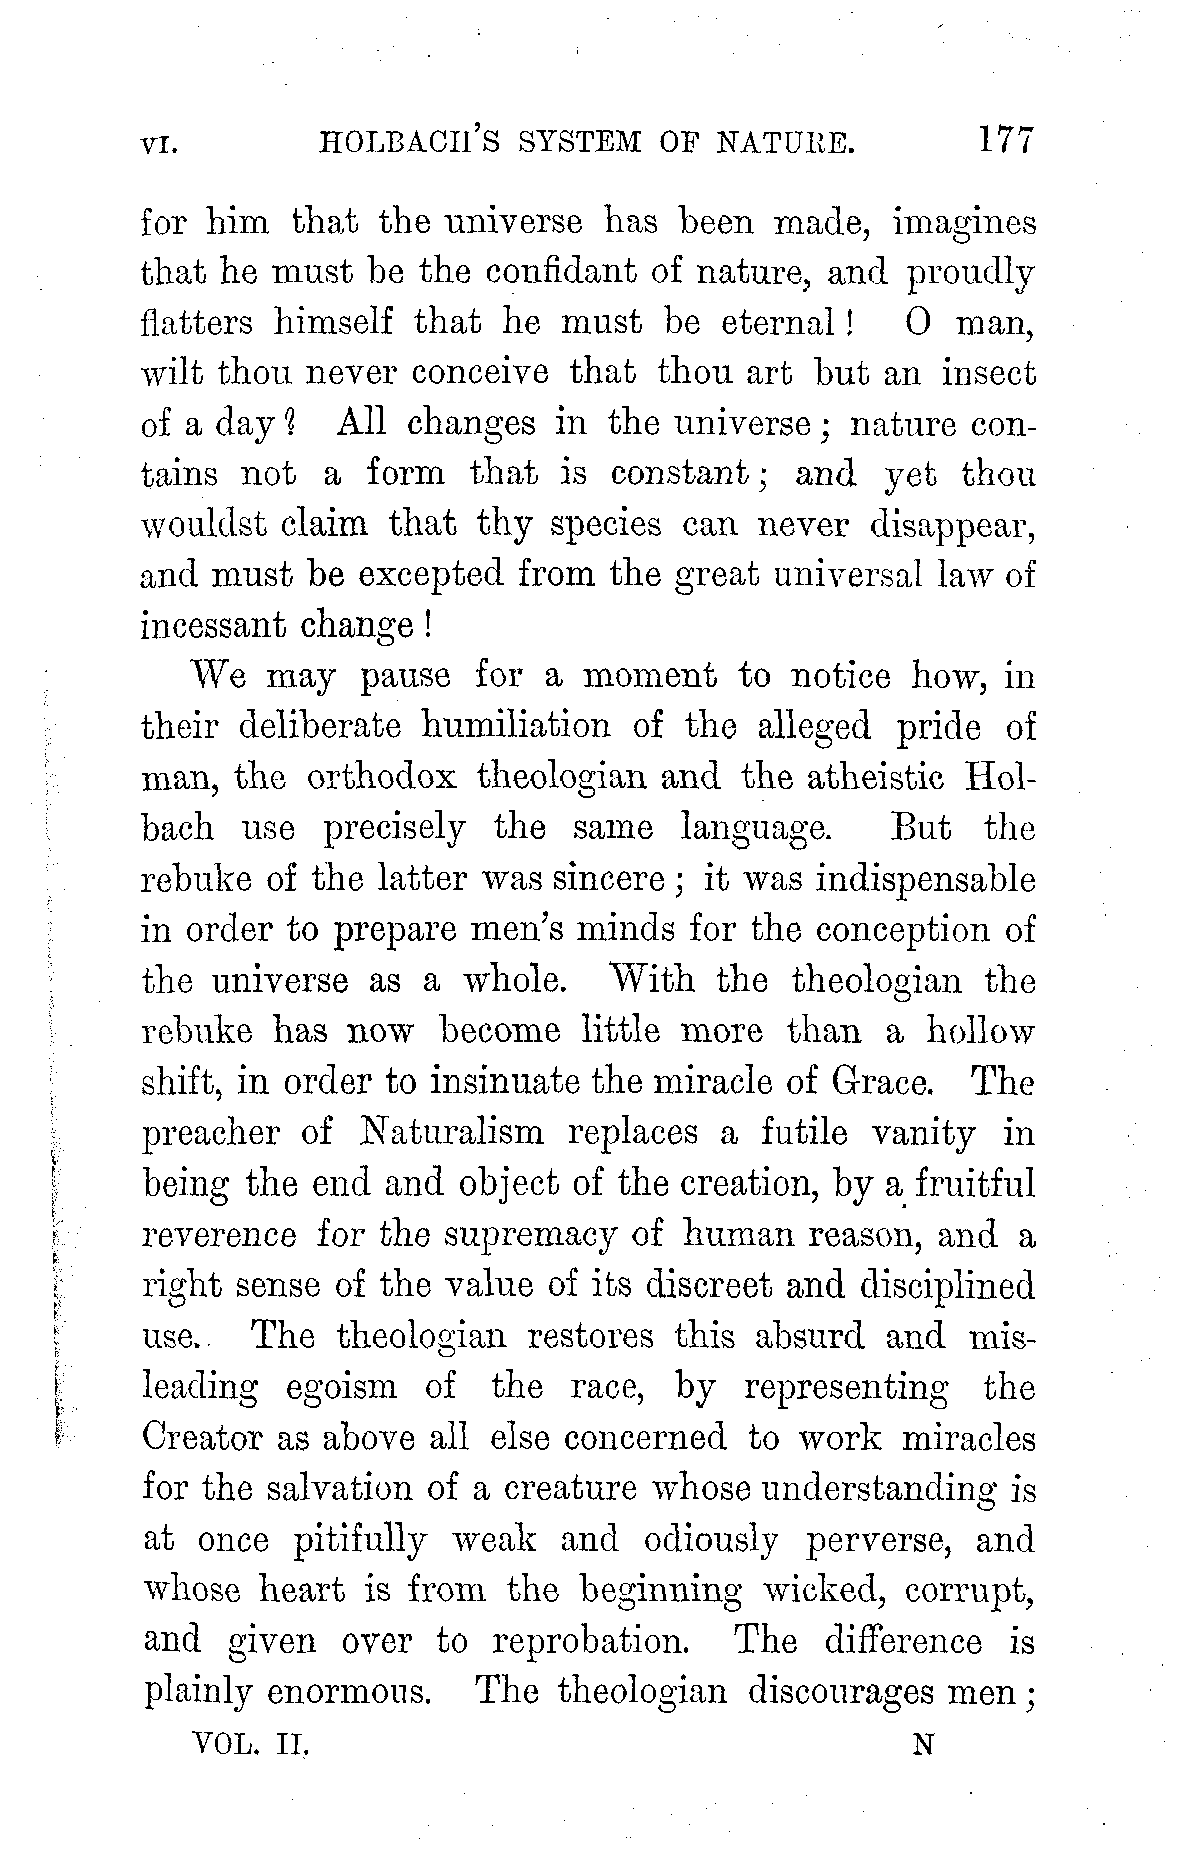 VI. HOLBACH'S SYSTEM OF NATURE. 177
for him that the universe has been made, imagines
that he must be the confidant of nature, and proudly
flatters himself that he must be eternal! O man,
wilt thou never conceive that thou art but an insect
of a day? All changes in the universe; nature con-
tains not a form that is constant; and yet thou
wouldst claim that thy species can never disappear,
and must be excepted from the great universal law of
incessant change!
We may pause for a moment to notice how, in
their deliberate humiliation of the alleged pride of
man, the orthodox theologian and the atheistic Hol-
bach use precisely the same language. But the
rebuke of the latter was sincere; it was indispensable
in order to prepare men's minds for the conception of
the universe as a whole. With the theologian the
rebuke has now become little more than a hollow
shift, in order to insinuate the miracle of Grace. The
preacher of Naturalism replaces a futile vanity in
being the end and object of the creation, by a fruitful
reverence for the supremacy of human reason, and a
right sense of the value of its discreet and disciplined
use. The theologian restores this absurd and mis-
leading egoism of the race, by representing the
Creator as above all else concerned to work miracles
for the salvation of a creature whose understanding is
at once pitifully weak and odiously perverse, and
whose heart is from the beginning wicked, corrupt,
and given over to reprobation. The difference is
plainly enormous. The theologian discourages men;
VOL. II. N